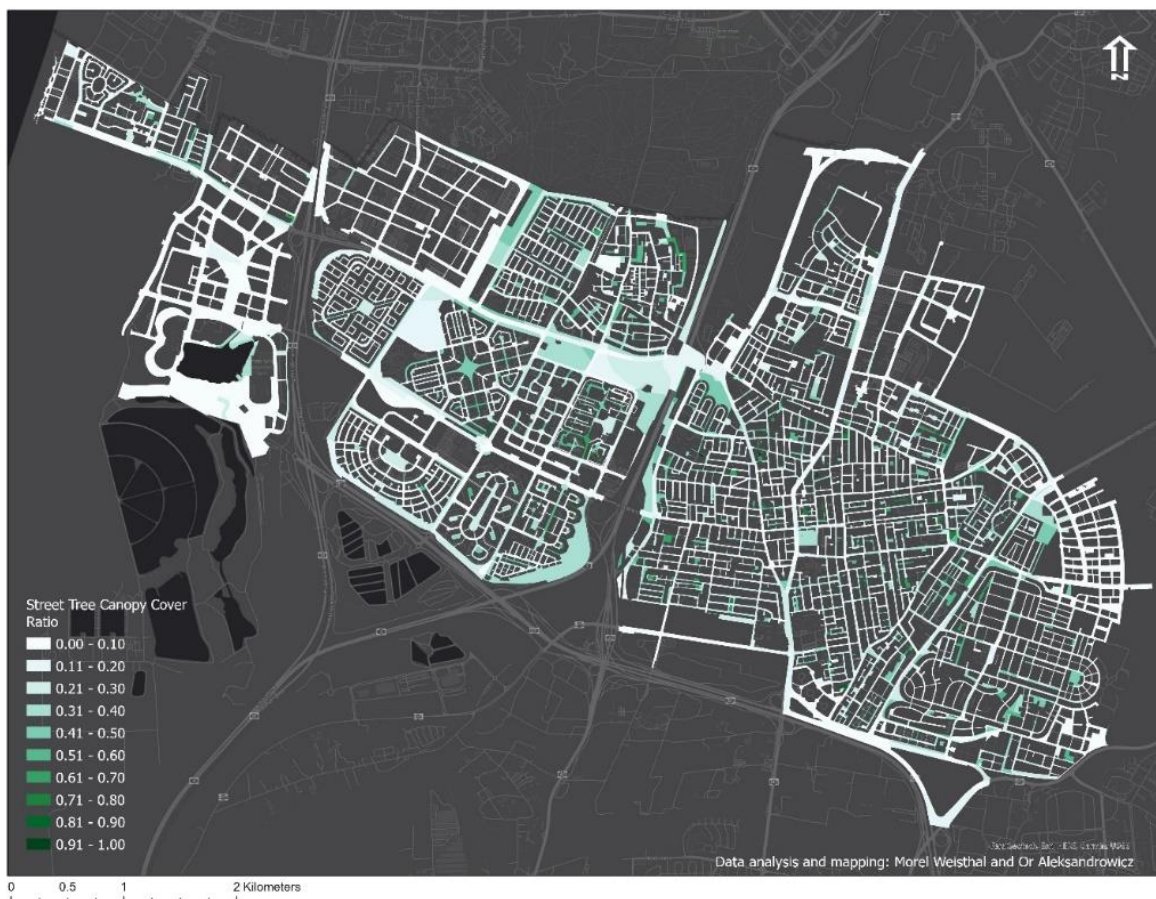 N
Street Tree Canopy Cover
Ratio
0.00 - 0.10
0.11 - 0.20
0.21 - 0.30
0.31 - 0.40
0.41 - 0.50
0.51 - 0.60
0.61 - 0.70
0.71 - 0.80
0.81 - 0.90
0.91 - 1.00
Data analysis and mapping: Morel Weisthal and Or Aleksandrowicz
0 0.5 1 2 Kilometers